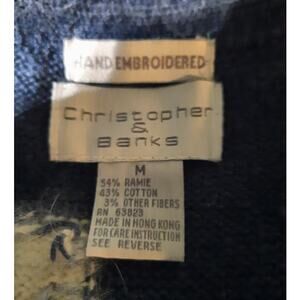 HAND EMBROIDERED
Christopher
&
Banks
M
54% RAMIE
43% COTTON
3% OTHER FIBERS
RN 63823
MADE IN HONG KONG
FOR CARE INSTRUCTION
SEE REVERSE